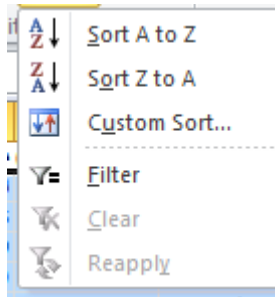 Sort A to Z
Sort Z to A
Custom Sort...
Filter
Clear
Reapply